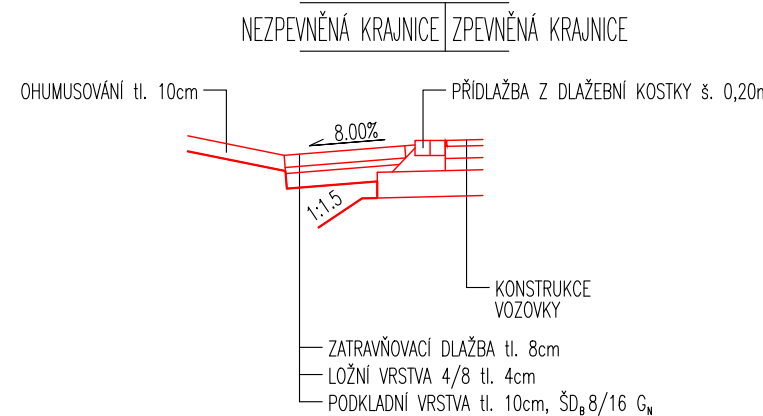 NEZPEVNĚNÁ KRAJNICE ZPEVNĚNÁ KRAJNICE
OHUMUSOVÁNÍ tl. 10cm
PŘÍDLAŽBA Z DLAŽEBNÍ KOSTKY š. 0,20m
8.00%
1:1.5
KONSTRUKCE
VOZOVKY
ZATRAVŇOVACÍ DLAŽBA tl. 8cm
LOŽNÍ VRSTVA 4/8 tl. 4cm
PODKLADNÍ VRSTVA tl. 10cm, ŠDB 8/16 GN